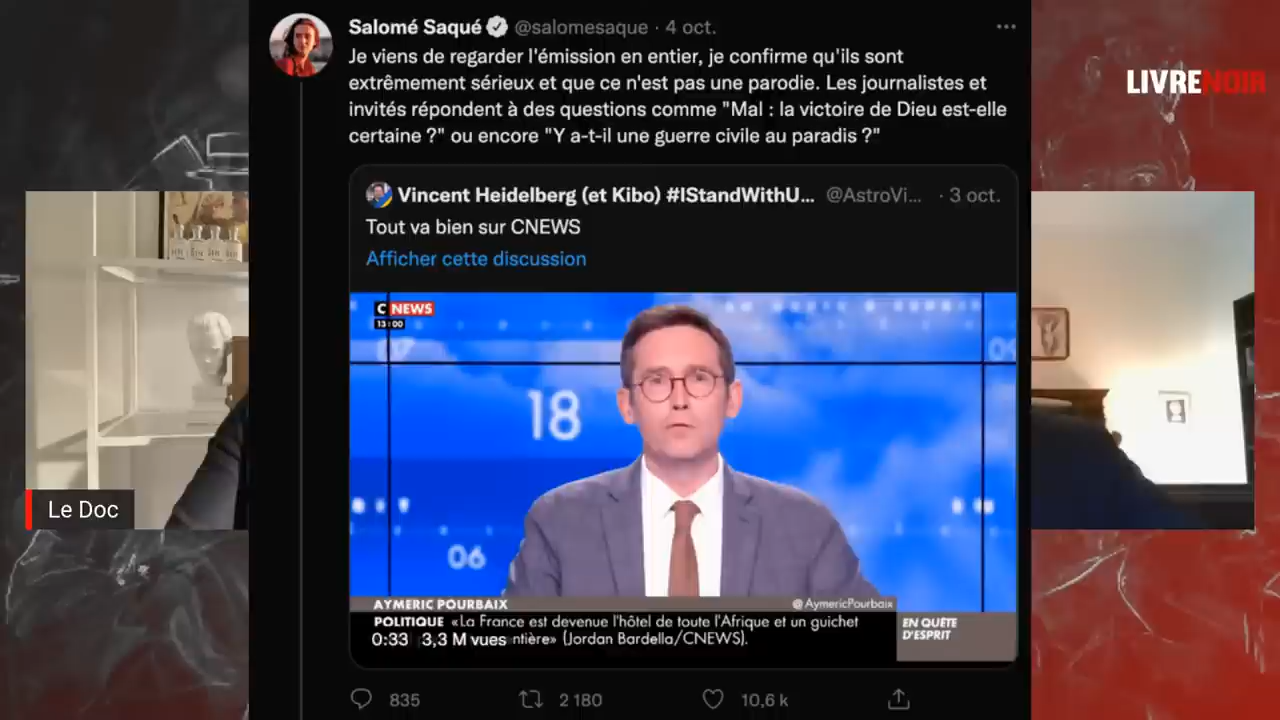 Salomé Saqué @salomesaque · 4 oct.
Je viens de regarder l'émission en entier, je confirme qu'ils sont
extrêmement sérieux et que ce n'est pas une parodie. Les journalistes et
invités répondent à des questions comme "Mal : la victoire de Dieu est-elle
certaine ?" ou encore "Y a-t-il une guerre civile au paradis ?"
LIVRENOIR
Vincent Heidelberg (et Kibo) #IStandWithU... @AstroVi... · 3 oct.
Tout va bien sur CNEWS
Afficher cette discussion
CNEWS
13:00
07
09
18
06
Le Doc
AYMERIC POURBAIX @AymericPourbaix
POLITIQUE «La France est devenue l'hôtel de toute l'Afrique et un guichet
0:33 3,3 M vues ntière» (Jordan Bardella/CNEWS).
EN QUÊTE
D'ESPRIT
835 2 180 10,6 k